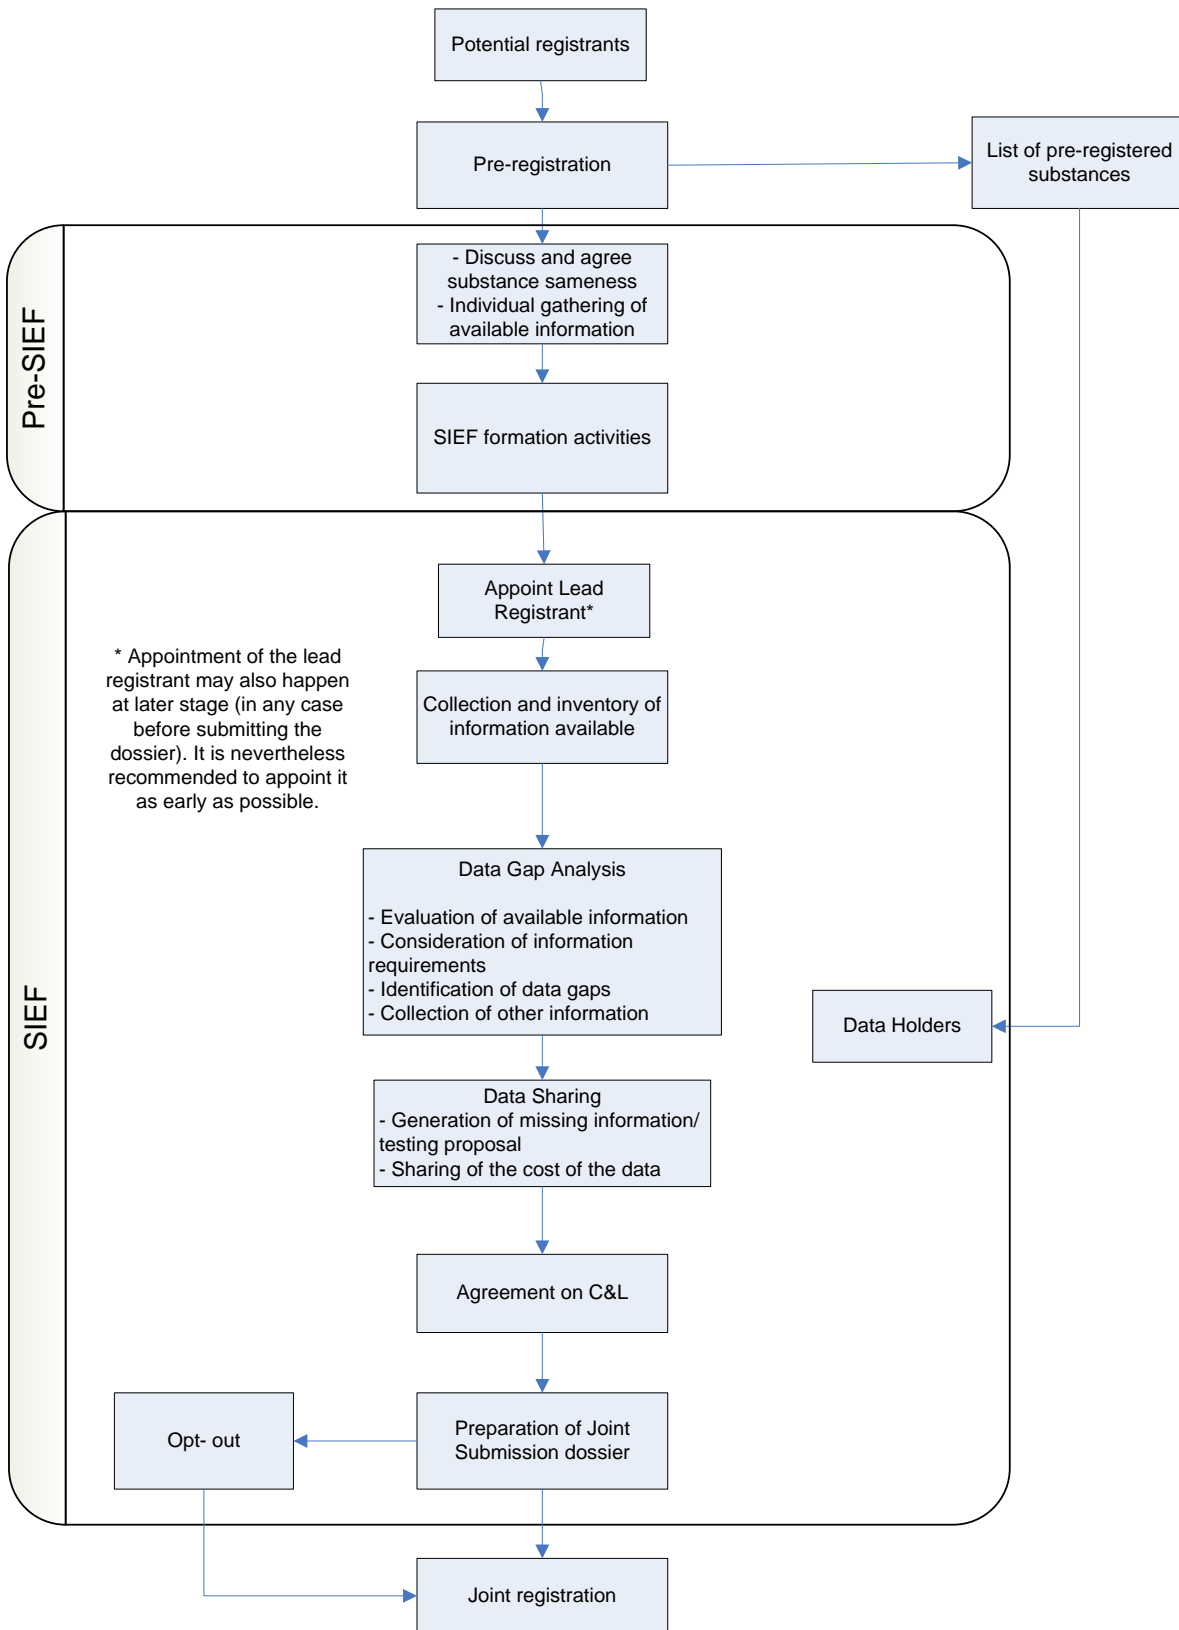 Potential registrants
Pre-registration
List of pre-registered
substances
Pre-SIEF
- Discuss and agree
substance sameness
- Individual gathering of
available information
SIEF formation activities
SIEF
Appoint Lead
Registrant*
* Appointment of the lead
registrant may also happen
at later stage (in any case
before submitting the
dossier). It is nevertheless
recommended to appoint it
as early as possible.
Collection and inventory of
information available
Data Gap Analysis
- Evaluation of available information
- Consideration of information
requirements
- Identification of data gaps
- Collection of other information
Data Holders
Data Sharing
- Generation of missing information/
testing proposal
- Sharing of the cost of the data
Agreement on C&L
Opt- out
Preparation of Joint
Submission dossier
Joint registration